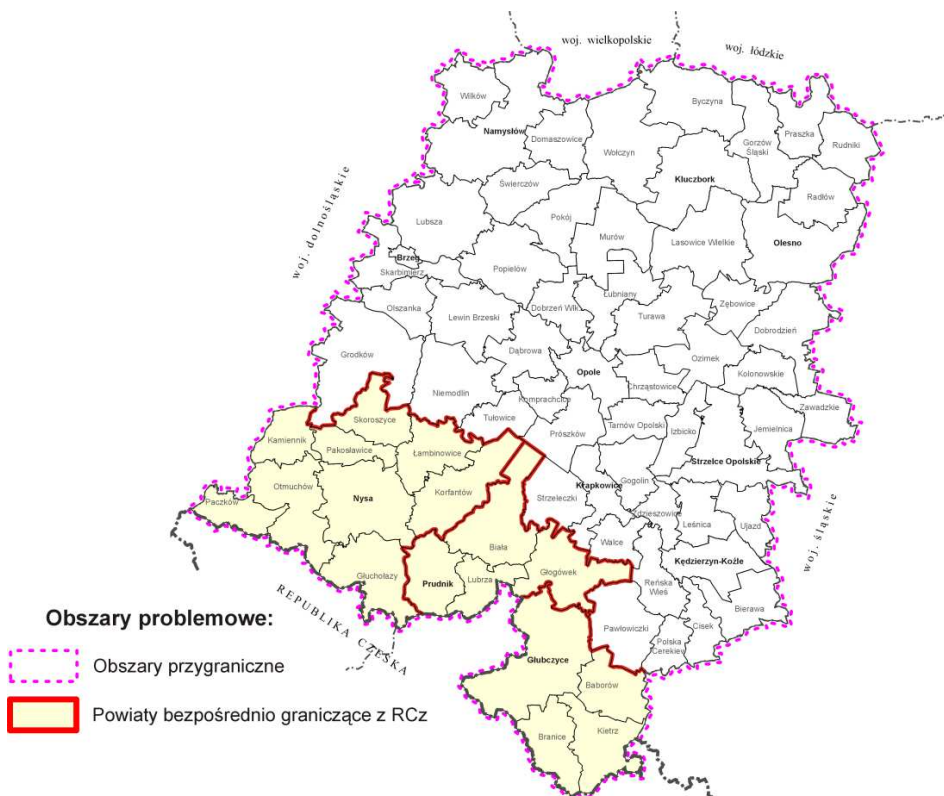 woj. wielkopolskie
woj. łódzkie
Wilków
Byczyna
Praszka
Namysłów
Domaszowice
Wołczyn
Gorzów
Śląski
Rudniki
Świerczów
Kluczbork
Radłów
woj. dolnośląskie
Lubsza
Pokój
Murów
Lasowice Wielkie
Olesno
Brzeg
Skarbimierz
Popielów
Olszanka
Lewin Brzeski
Dobrzeń Wlk.
Łubniany
Turawa
Zębowice
Dobrodzień
Grodków
Dąbrowa
Opole
Ozimek
Kolonowskie
Niemodlin
Komprachcice
Chrząstowice
Skoroszyce
Tułowice
Prószków
Tarnów Opolski
Izbicko
Jemielnica
Zawadzkie
Kamiennik
Pakosławice
Łambinowice
Strzelce Opolskie
Otmuchów
Nysa
Korfantów
Strzeleczki
Krapkowice
Gogolin
Paczków
Zdzieszowice
Leśnica
Ujazd
woj. śląskie
Biała
Walce
Głuchołazy
Prudnik
Lubrza
Głogówek
Kędzierzyn-Koźle
Reńska
Wieś
Bierawa
REPUBLIKA CZESKA
Pawłowiczki
Polska
Cerekiew
Cisek
Głubczyce
Baborów
Branice
Kietrz
Obszary problemowe:
Obszary przygraniczne
Powiaty bezpośrednio graniczące z RCz